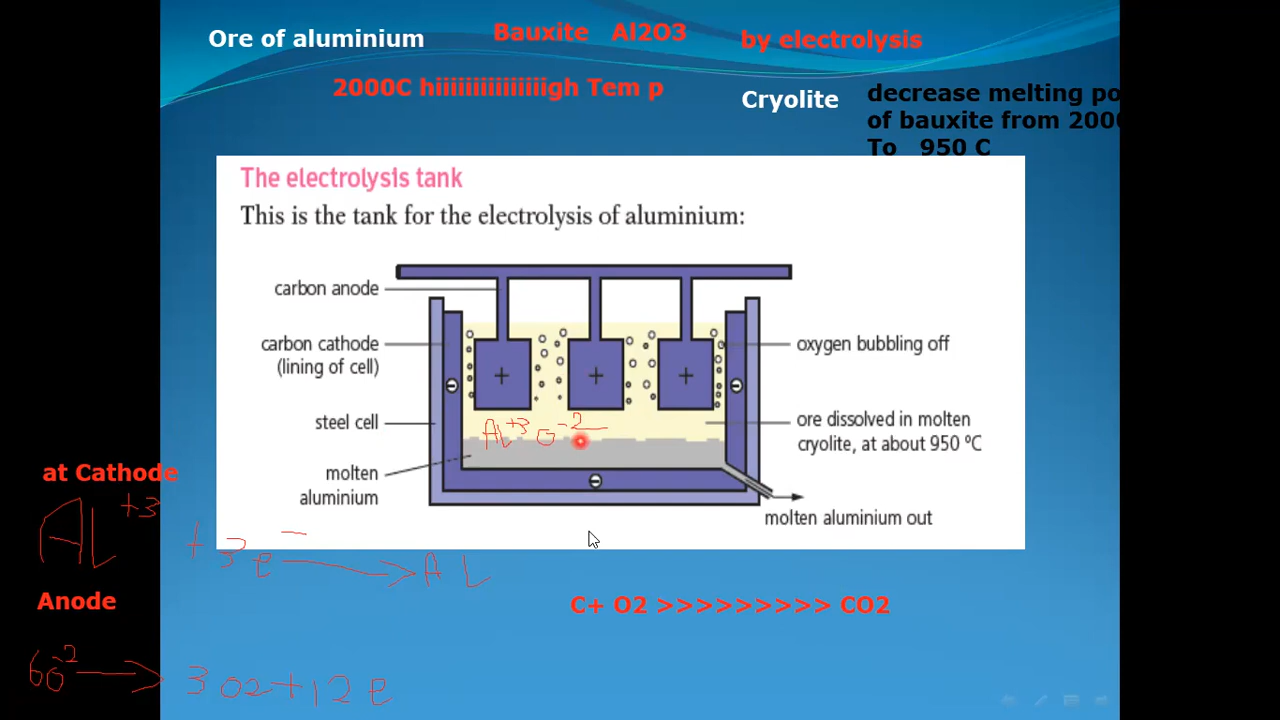 Ore of aluminium
Bauxite Al2O3
by electrolysis
2000C hiiiiiiiiiiiiiiigh Tem p
Cryolite
decrease melting po
of bauxite from 200
To 950 C
The electrolysis tank
This is the tank for the electrolysis of aluminium:
carbon anode
carbon cathode
(lining of cell)
steel cell
molten
aluminium
+ + +
oxygen bubbling off
ore dissolved in molten
cryolite, at about 950 ºC
molten aluminium out
AL+3 O-2
at Cathode
AL+3 + 3e- → AL
Anode
6O-2 → 3O2 + 12e
C+ O2 >>>>>>>>> CO2